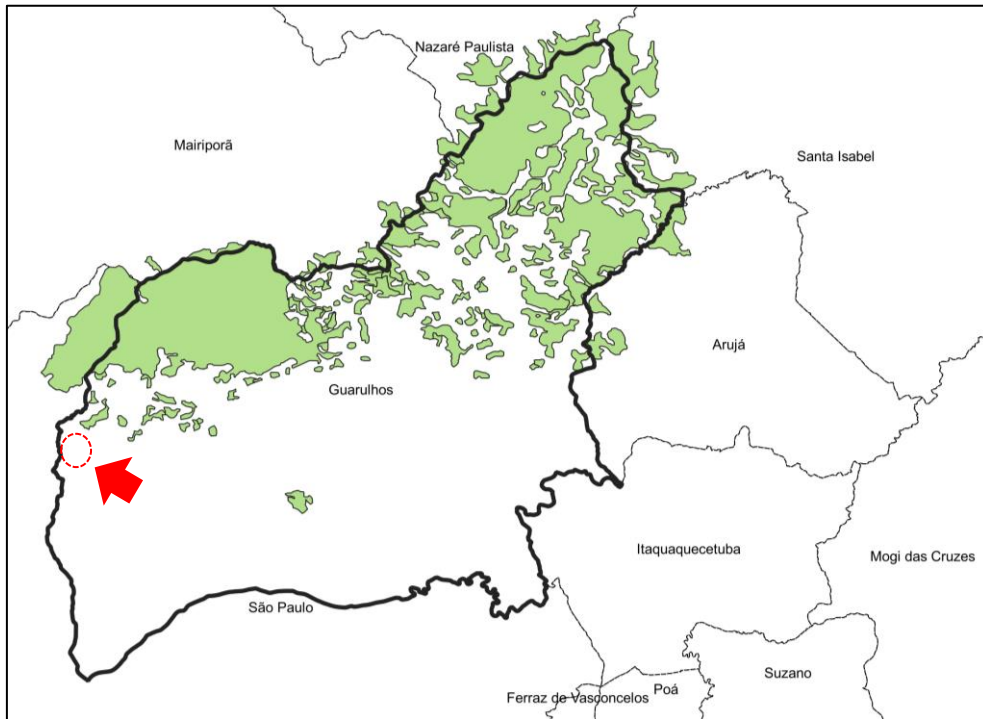 Nazaré Paulista
Mairiporã
Santa Isabel
Arujá
Guarulhos
Itaquaquecetuba
Mogi das Cruzes
São Paulo
Suzano
Poá
Ferraz de Vasconcelos